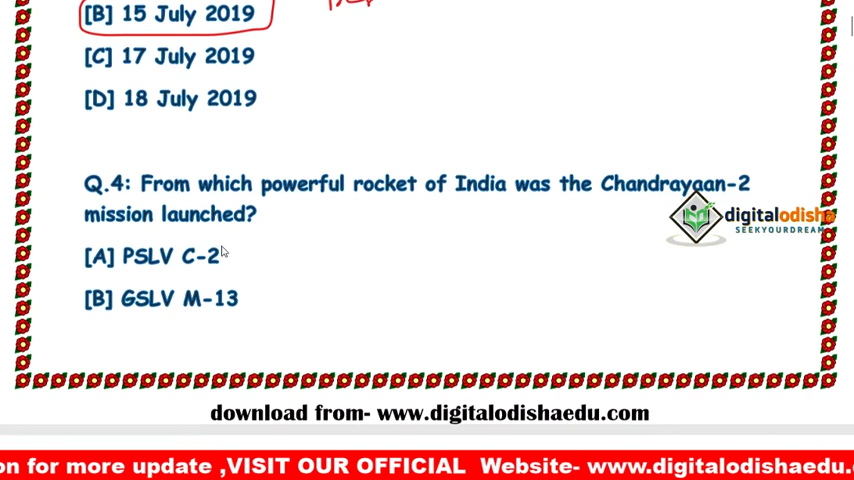 [B] 15 July 2019
[C] 17 July 2019
[D] 18 July 2019
Q.4: From which powerful rocket of India was the Chandrayaan-2
mission launched?
digitalodisha
SEEKYOURDREAM
[A] PSLV C-2
[B] GSLV M-13
download from- www.digitalodishaedu.com
on for more update ,VISIT OUR OFFICIAL Website- www.digitalodishaedu.